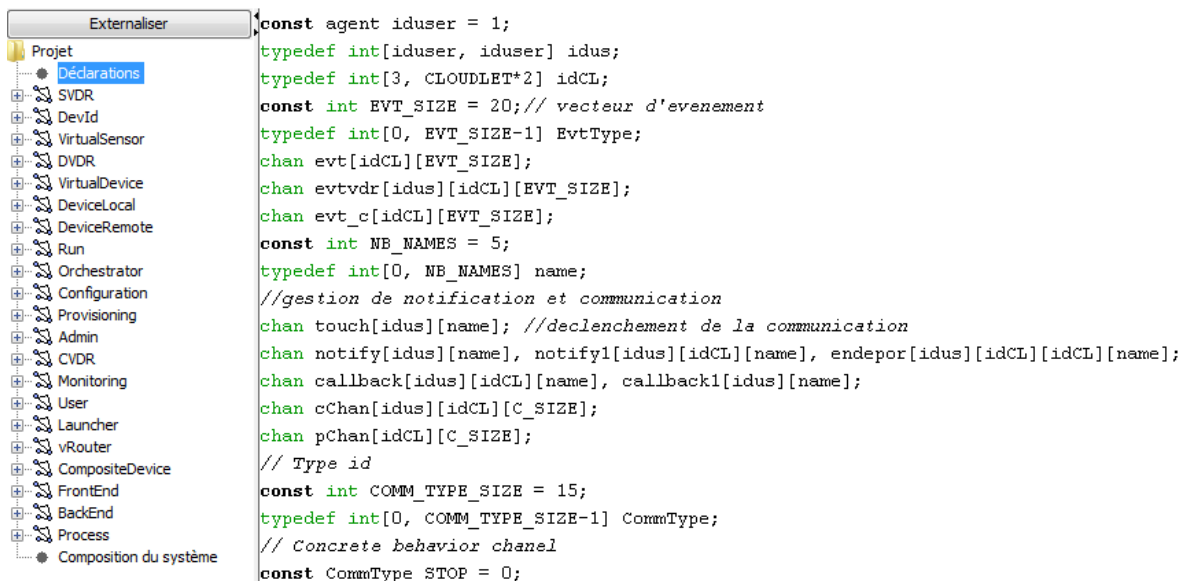 Externaliser
Projet
Déclarations
SVDR
DevId
VirtualSensor
DVDR
VirtualDevice
DeviceLocal
DeviceRemote
Run
Orchestrator
Configuration
Provisioning
Admin
CVDR
Monitoring
User
Launcher
vRouter
CompositeDevice
FrontEnd
BackEnd
Process
Composition du système
const agent iduser = 1;
typedef int[iduser, iduser] idus;
typedef int[3, CLOUDLET*2] idCL;
const int EVT_SIZE = 20;// vecteur d'evenement
typedef int[0, EVT_SIZE-1] EvtType;
chan evt[idCL][EVT_SIZE];
chan evtvdr[idus][idCL][EVT_SIZE];
chan evt_c[idCL][EVT_SIZE];
const int NB_NAMES = 5;
typedef int[0, NB_NAMES] name;
//gestion de notification et communication
chan touch[idus][name]; //declenchement de la communication
chan notify[idus][name], notify1[idus][idCL][name], endepor[idus][idCL][idCL][name];
chan callback[idus][idCL][name], callback1[idus][name];
chan cChan[idus][idCL][C_SIZE];
chan pChan[idCL][C_SIZE];
// Type id
const int COMM_TYPE_SIZE = 15;
typedef int[0, COMM_TYPE_SIZE-1] CommType;
// Concrete behavior chanel
const CommType STOP = 0;